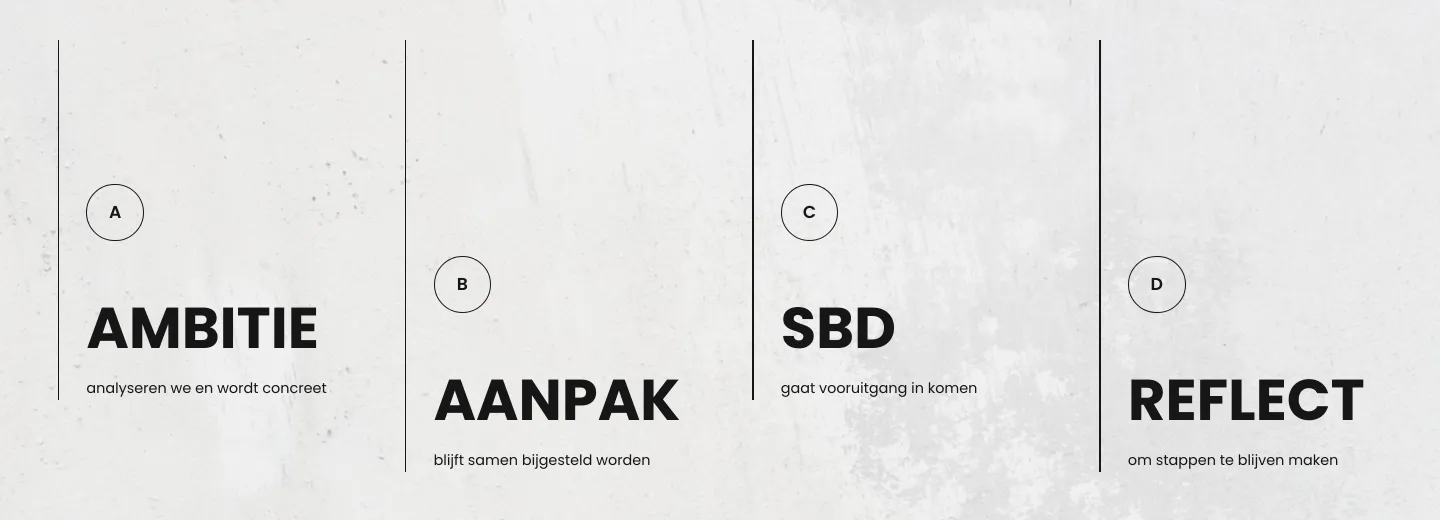 A
AMBITIE
analyseren we en wordt concreet
B
AANPAK
blijft samen bijgesteld worden
C
SBD
gaat vooruitgang in komen
D
REFLECT
om stappen te blijven maken